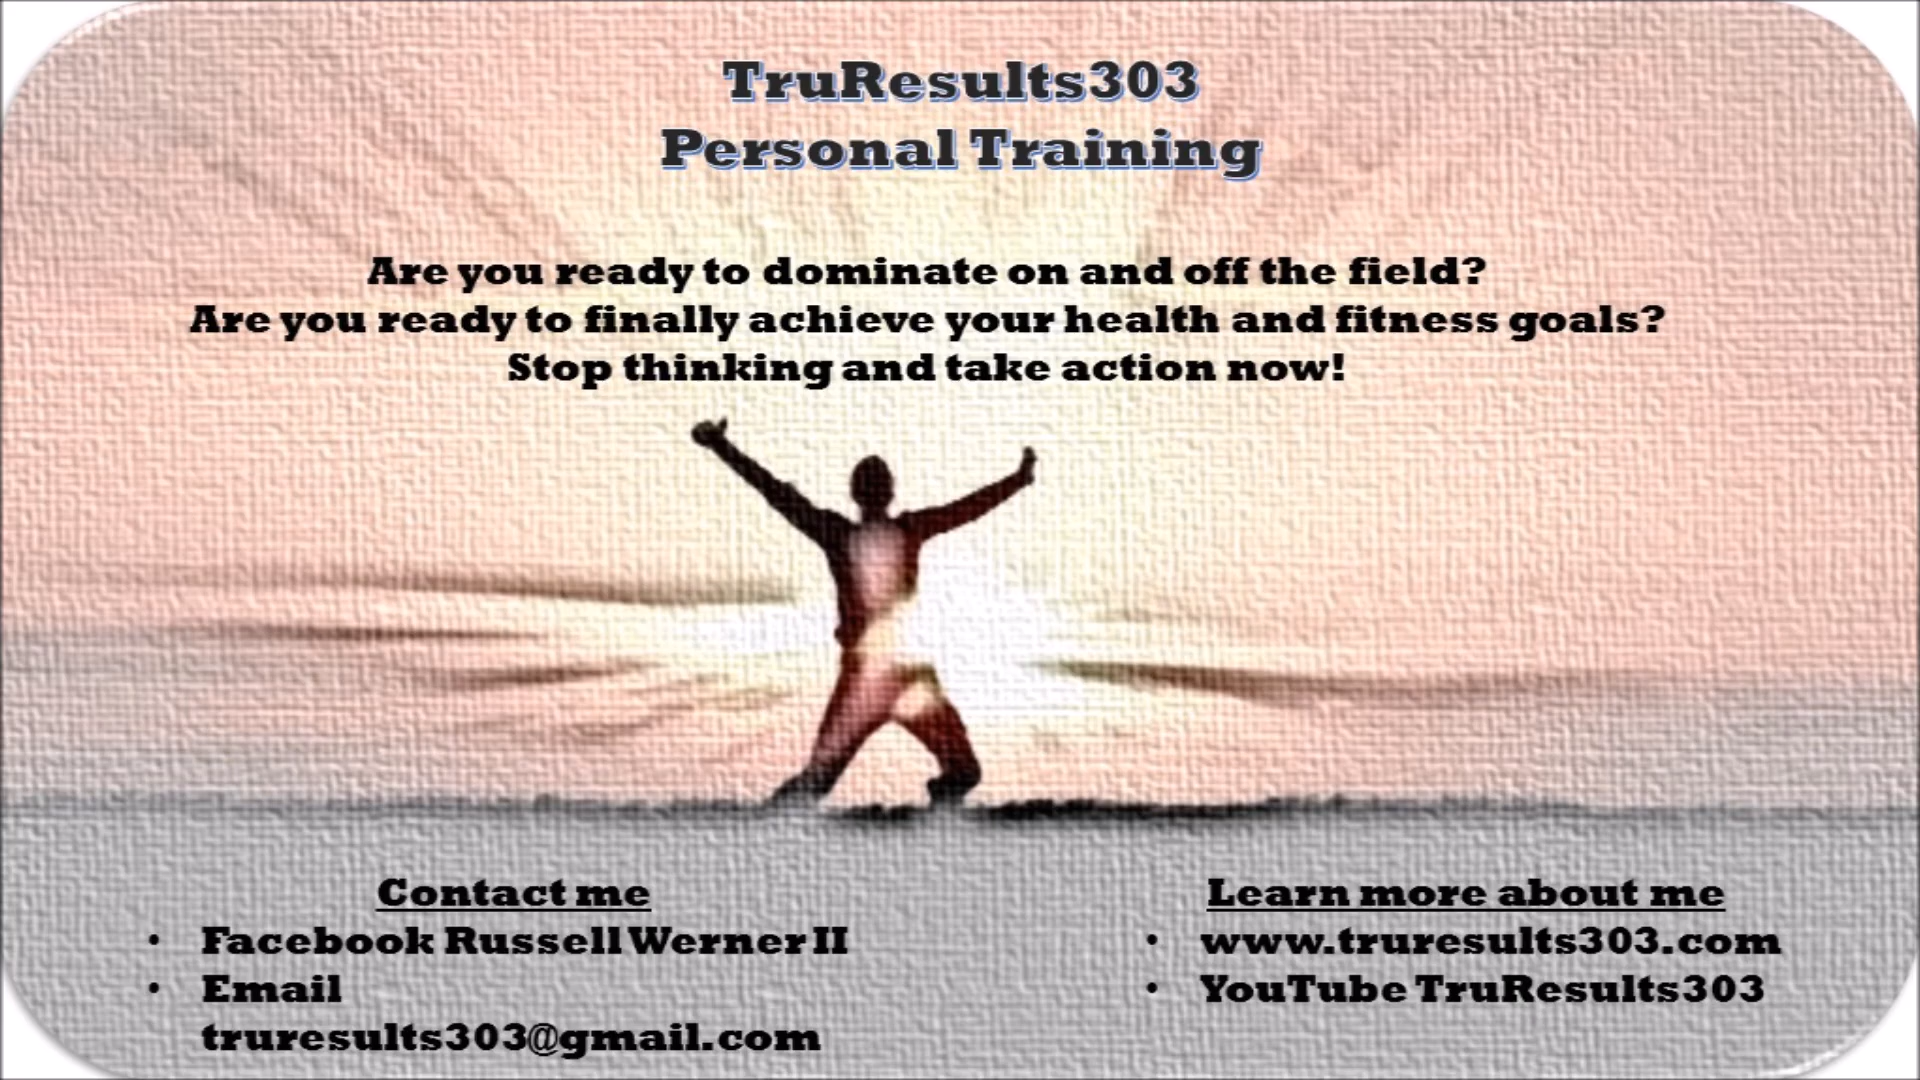 TruResults303
Personal Training
Are you ready to dominate on and off the field?
Are you ready to finally achieve your health and fitness goals?
Stop thinking and take action now!
Contact me
• Facebook Russell Werner II
• Email
truresults303@gmail.com
Learn more about me
• www.truresults303.com
• YouTube TruResults303